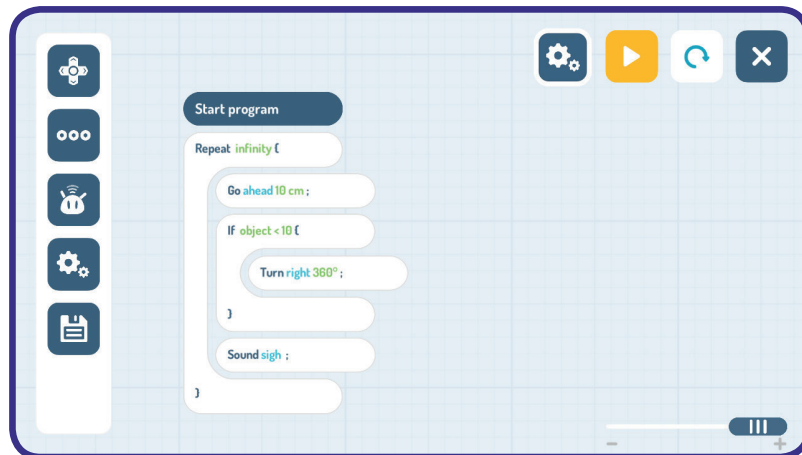 Start program
Repeat infinity {
Go ahead 10 cm ;
If object < 10 {
Turn right 360° ;
}
Sound sigh ;
}